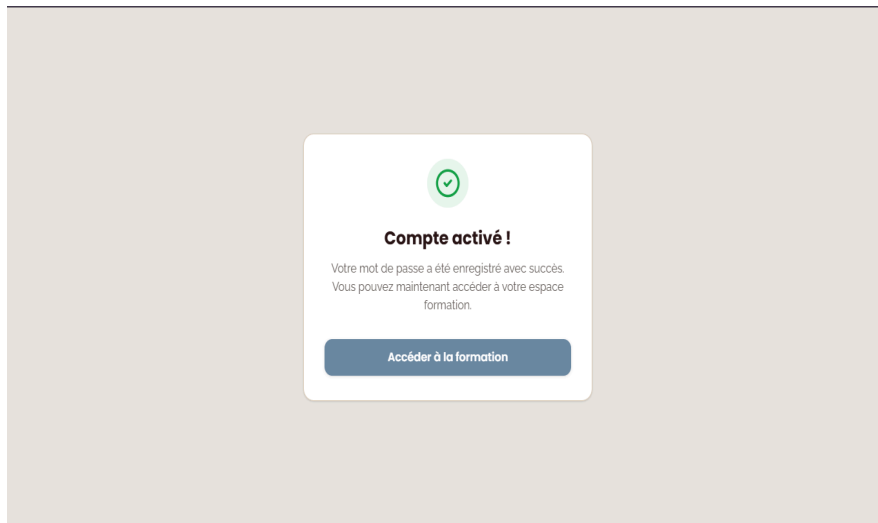 Compte activé !
Votre mot de passe a été enregistré avec succès.
Vous pouvez maintenant accéder à votre espace
formation.
Accéder à la formation